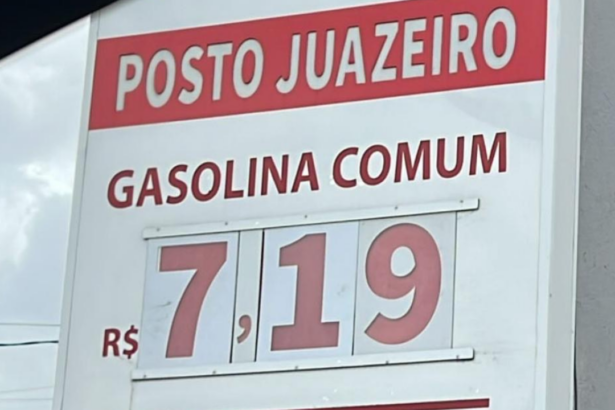 POSTO JUAZEIRO
GASOLINA COMUM
R$ 7,19